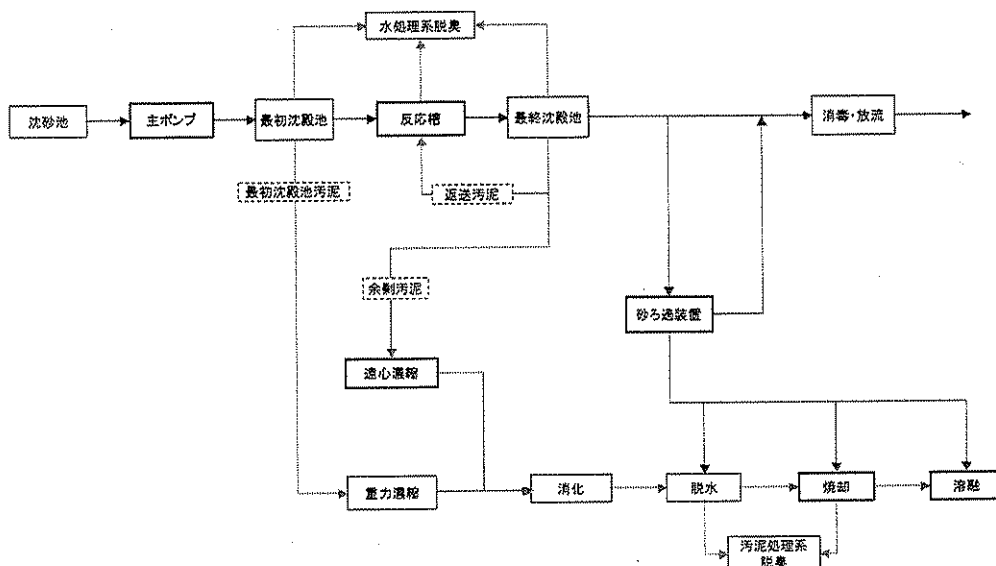 水処理系脱臭
沈砂池
主ポンプ
最初沈殿池
反応槽
最終沈殿池
消毒・放流
最初沈殿池汚泥
返送汚泥
余剰汚泥
砂ろ過装置
遠心濃縮
重力濃縮
消化
脱水
焼却
溶融
汚泥処理系
脱臭